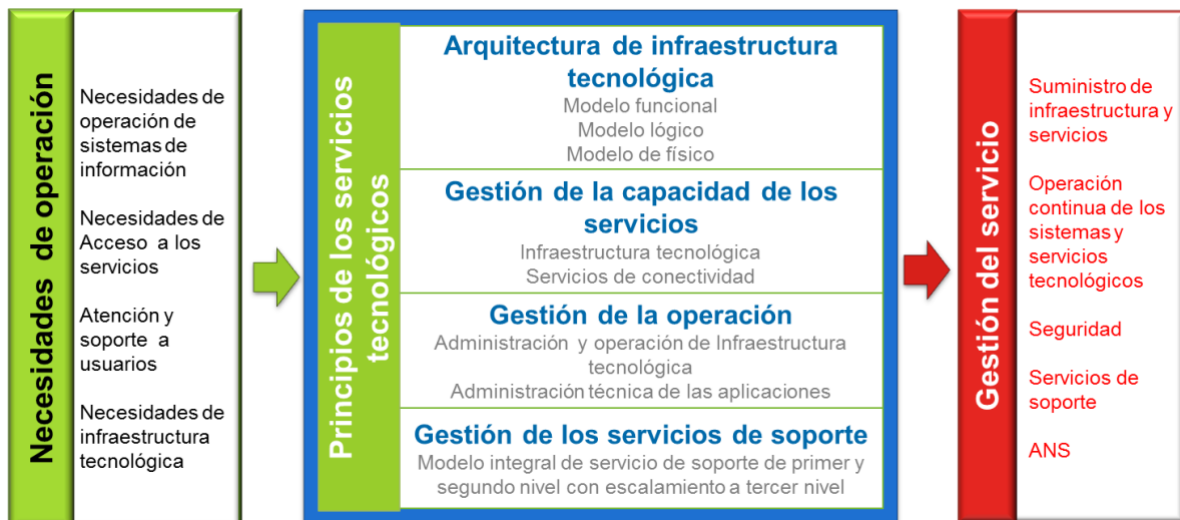 Necesidades de operación
Necesidades de
operación de
sistemas de
información
Necesidades de
Acceso a los
servicios
Atención y
soporte a
usuarios
Necesidades de
infraestructura
tecnológica
Principios de los servicios
tecnológicos
Arquitectura de infraestructura
tecnológica
Modelo funcional
Modelo lógico
Modelo de físico
Gestión de la capacidad de los
servicios
Infraestructura tecnológica
Servicios de conectividad
Gestión de la operación
Administración y operación de Infraestructura
tecnológica
Administración técnica de las aplicaciones
Gestión de los servicios de soporte
Modelo integral de servicio de soporte de primer y
segundo nivel con escalamiento a tercer nivel
Gestión del servicio
Suministro de
infraestructura y
servicios
Operación
continua de los
sistemas y
servicios
tecnológicos
Seguridad
Servicios de
soporte
ANS